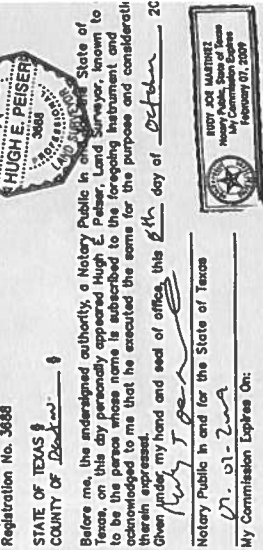 HUGH E. PEISER
3688
Registration No. 3688
STATE OF TEXAS §
COUNTY OF Denton §
Before me, the undersigned authority, a Notary Public in and State of
Texas, on this day personally appeared Hugh E. Peiser, Land Surveyor, known to
to be the person whose name is subscribed to the foregoing instrument and
acknowledged to me that he executed the same for the purpose and considerati
therein expressed.
Given under my hand and seal of office, this day of October 20
Notary Public in and for the State of Texas
My Commission Expires On:
RUDY JOE MARTINEZ
Notary Public, State of Texas
My Commission Expires
February 07, 2009